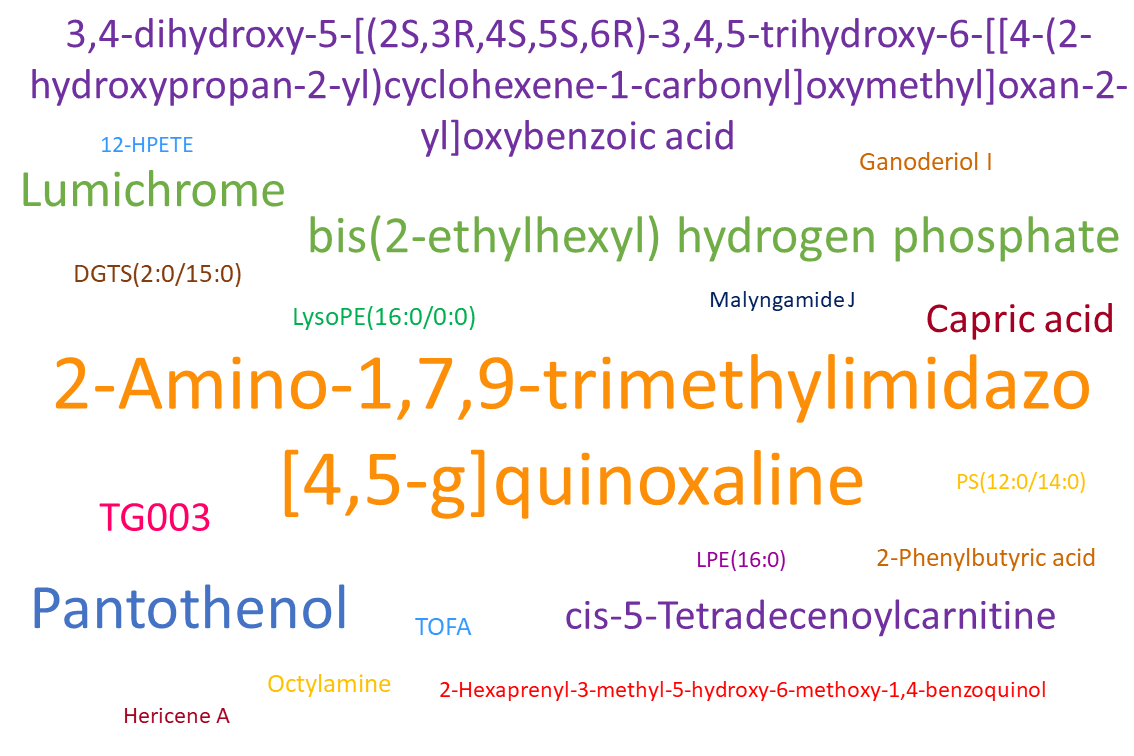 3,4-dihydroxy-5-[(2S,3R,4S,5S,6R)-3,4,5-trihydroxy-6-[[4-(2-
hydroxypropan-2-yl)cyclohexene-1-carbonyl]oxymethyl]oxan-2-
yl]oxybenzoic acid
12-HPETE
Ganoderiol I
Lumichrome
bis(2-ethylhexyl) hydrogen phosphate
DGTS(2:0/15:0)
Malyngamide J
LysoPE(16:0/0:0)
Capric acid
2-Amino-1,7,9-trimethylimidazo
[4,5-g]quinoxaline
PS(12:0/14:0)
TG003
LPE(16:0)
2-Phenylbutyric acid
Pantothenol
TOFA
cis-5-Tetradecenoylcarnitine
Octylamine
2-Hexaprenyl-3-methyl-5-hydroxy-6-methoxy-1,4-benzoquinol
Hericene A